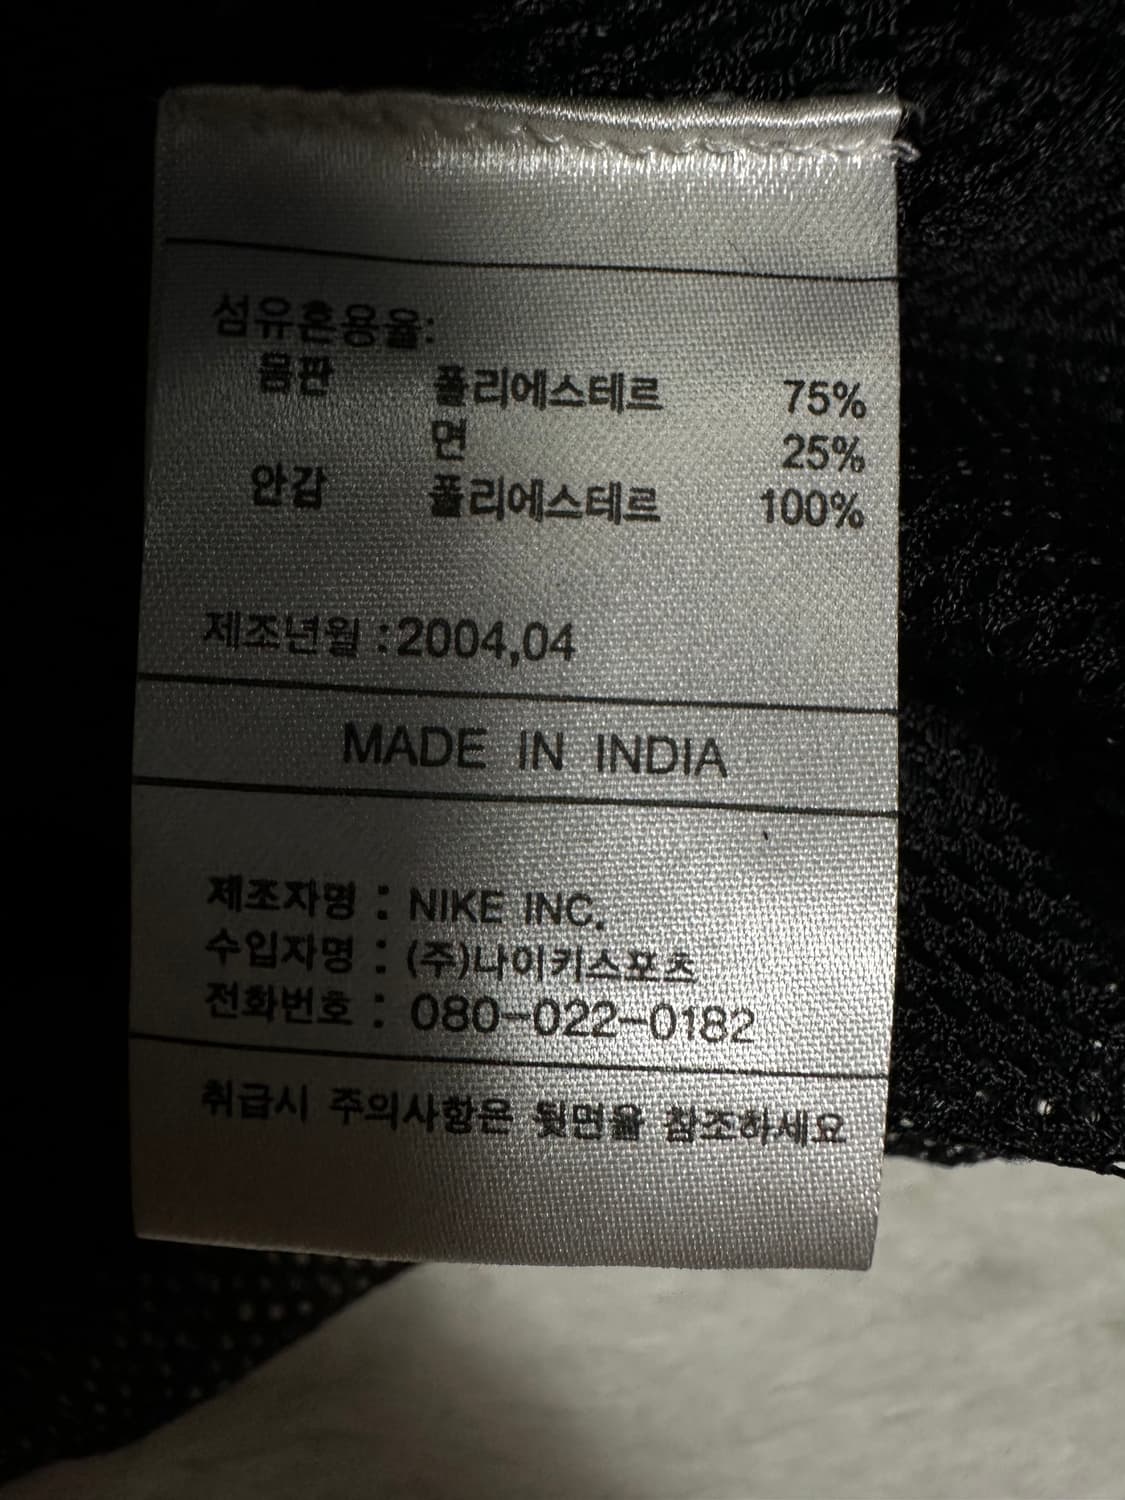 섬유혼용율:
몸판 폴리에스테르 75%
면 25%
안감 폴리에스테르 100%
제조년월 :2004,04
MADE IN INDIA
제조자명 : NIKE INC.
수입자명 : (주)나이키스포츠
전화번호 : 080-022-0182
취급시 주의사항은 뒷면을 참조하세요